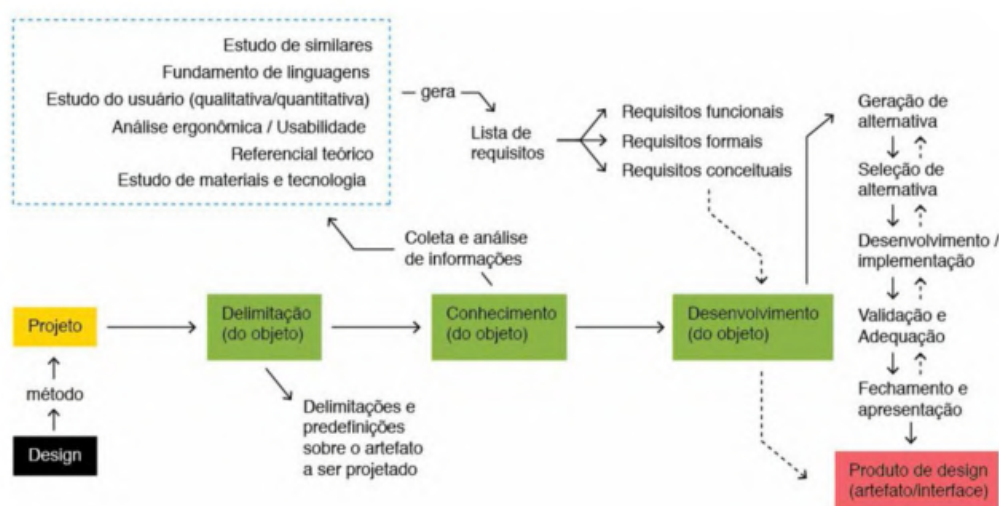 Estudo de similares
Fundamento de linguagens
Estudo do usuário (qualitativa/quantitativa)
Análise ergonômica / Usabilidade
Referencial teórico
Estudo de materiais e tecnologia
gera
Lista de
requisitos
Requisitos funcionais
Requisitos formais
Requisitos conceituais
Geração de
alternativa
Seleção de
alternativa
Desenvolvimento /
implementação
Validação e
Adequação
Fechamento e
apresentação
Coleta e análise
de informações
Projeto
Delimitação
(do objeto)
Conhecimento
(do objeto)
Desenvolvimento
(do objeto)
método
Design
Delimitações e
predefinições
sobre o artefato
a ser projetado
Produto de design
(artefato/interface)